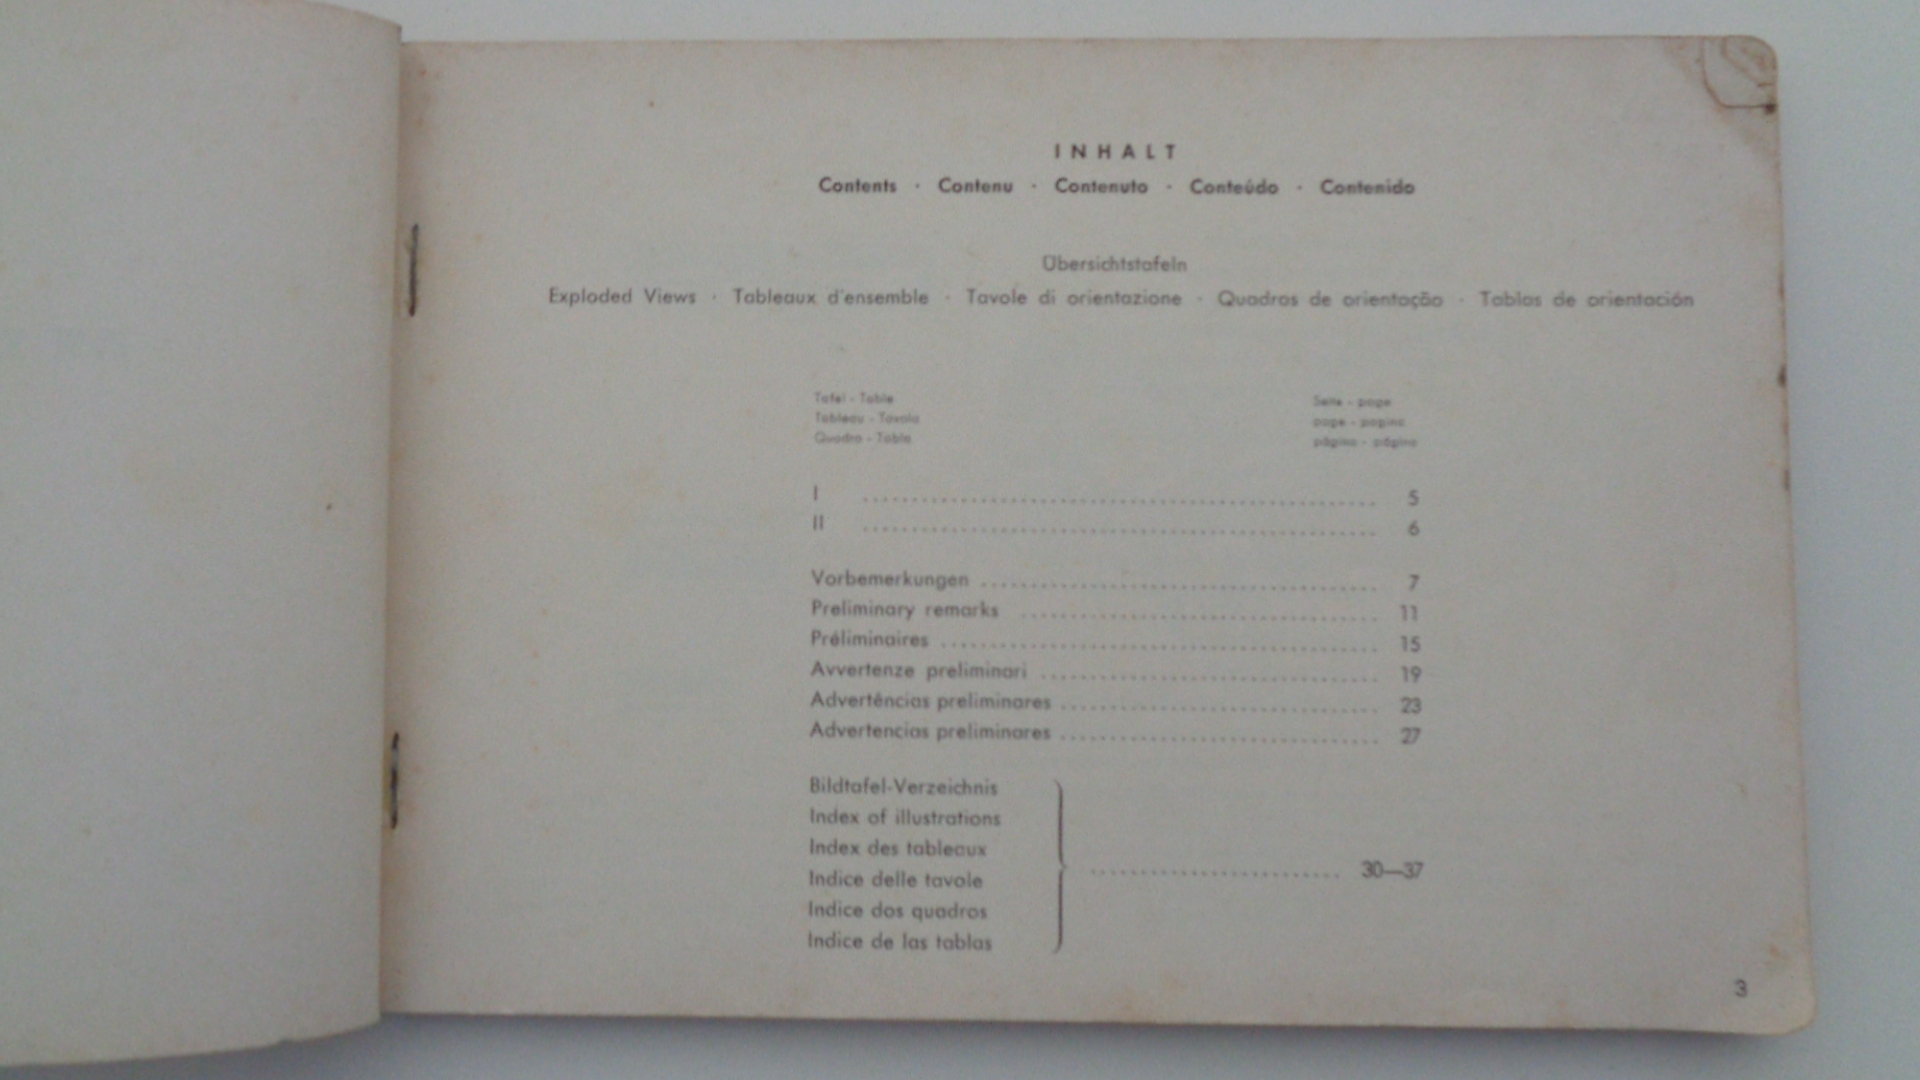 INHALT
Contents · Contenu · Contenuto · Conteúdo · Contenido
Übersichtstafeln
Exploded Views · Tableaux d'ensemble · Tavole di orientazione · Quadros de orientação · Tablas de orientación
Tafel - Table
Tableau - Tavola
Quadro - Tabla
Seite - page
page - pagina
página - página
I .................... 5
II .................... 6
Vorbemerkungen .................... 7
Preliminary remarks .................... 11
Préliminaires .................... 15
Avvertenze preliminari .................... 19
Advertências preliminares .................... 23
Advertencias preliminares .................... 27
Bildtafel-Verzeichnis
Index of illustrations
Index des tableaux
Indice delle tavole
Indice dos quadros
Indice de las tablas
.................... 30—37
3